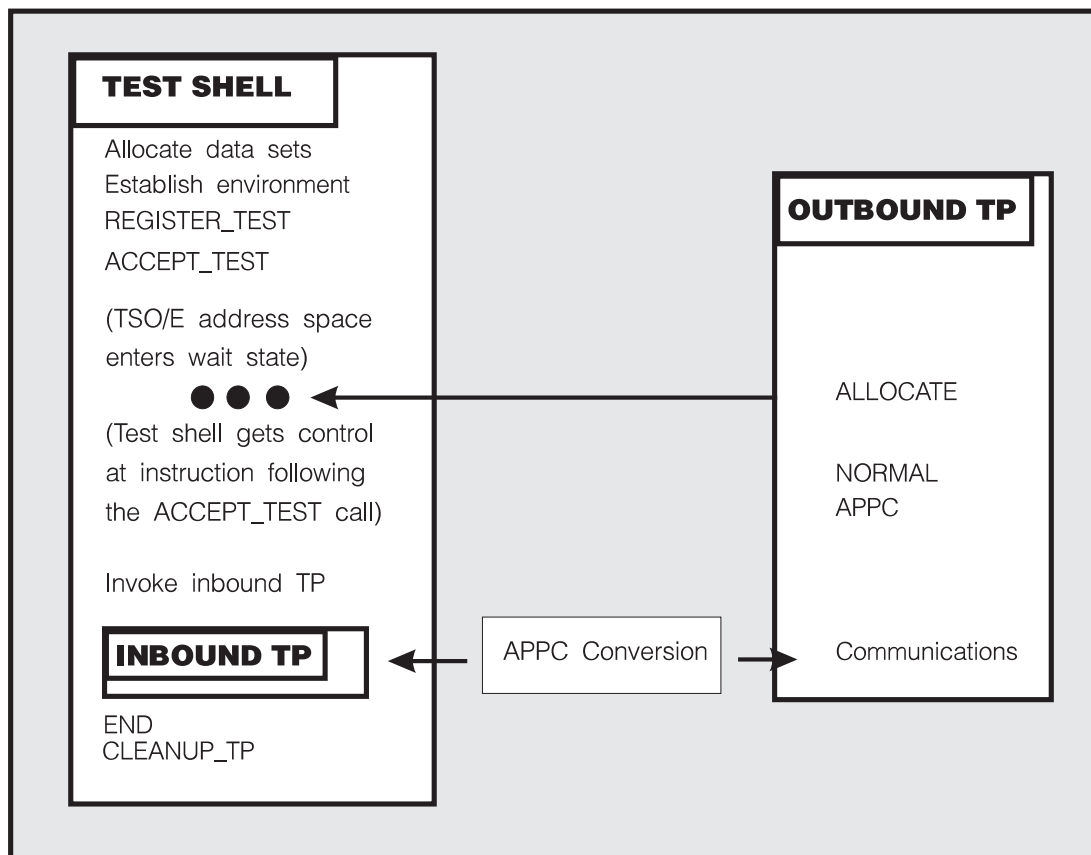 TEST SHELL
Allocate data sets
Establish environment
REGISTER_TEST
ACCEPT_TEST
(TSO/E address space
enters wait state)
(Test shell gets control
at instruction following
the ACCEPT_TEST call)
Invoke inbound TP
INBOUND TP
END
CLEANUP_TP
APPC Conversion
OUTBOUND TP
ALLOCATE
NORMAL
APPC
Communications